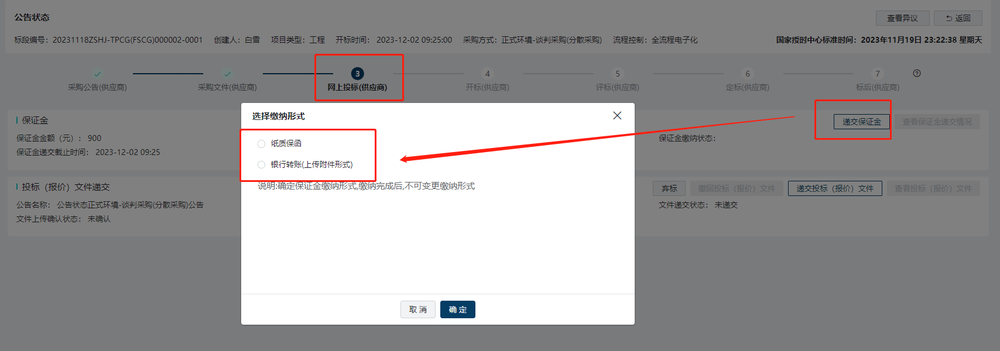 公告状态
查看异议
返回
标段编号：20231118ZSHJ-TPCG(FSCG)000002-0001 创建人：白雪 项目类型：工程 开标时间： 2023-12-02 09:25:00 采购方式：正式环境-谈判采购(分散采购) 流程控制：全流程电子化 国家授时中心标准时间：2023年11月19日 23:22:38 星期天
3 4 5 6 7
采购公告(供应商) 采购文件(供应商) 网上投标(供应商) 开标(供应商) 评标(供应商) 定标(供应商) 标后(供应商)
选择缴纳形式
纸质保函
银行转账(上传附件形式)
说明:确定保证金缴纳形式,缴纳完成后,不可变更缴纳形式
取 消 确 定
保证金
递交保证金 查看保证金递交情况
保证金金额（元）： 900
保证金缴纳状态：
保证金递交截止时间： 2023-12-02 09:25
投标（报价）文件递交
弃标 撤回投标（报价）文件 递交投标（报价）文件 查看投标（报价）文件
公告名称： 公告状态正式环境-谈判采购(分散采购)公告
文件递交状态： 未递交
文件上传确认状态： 未确认